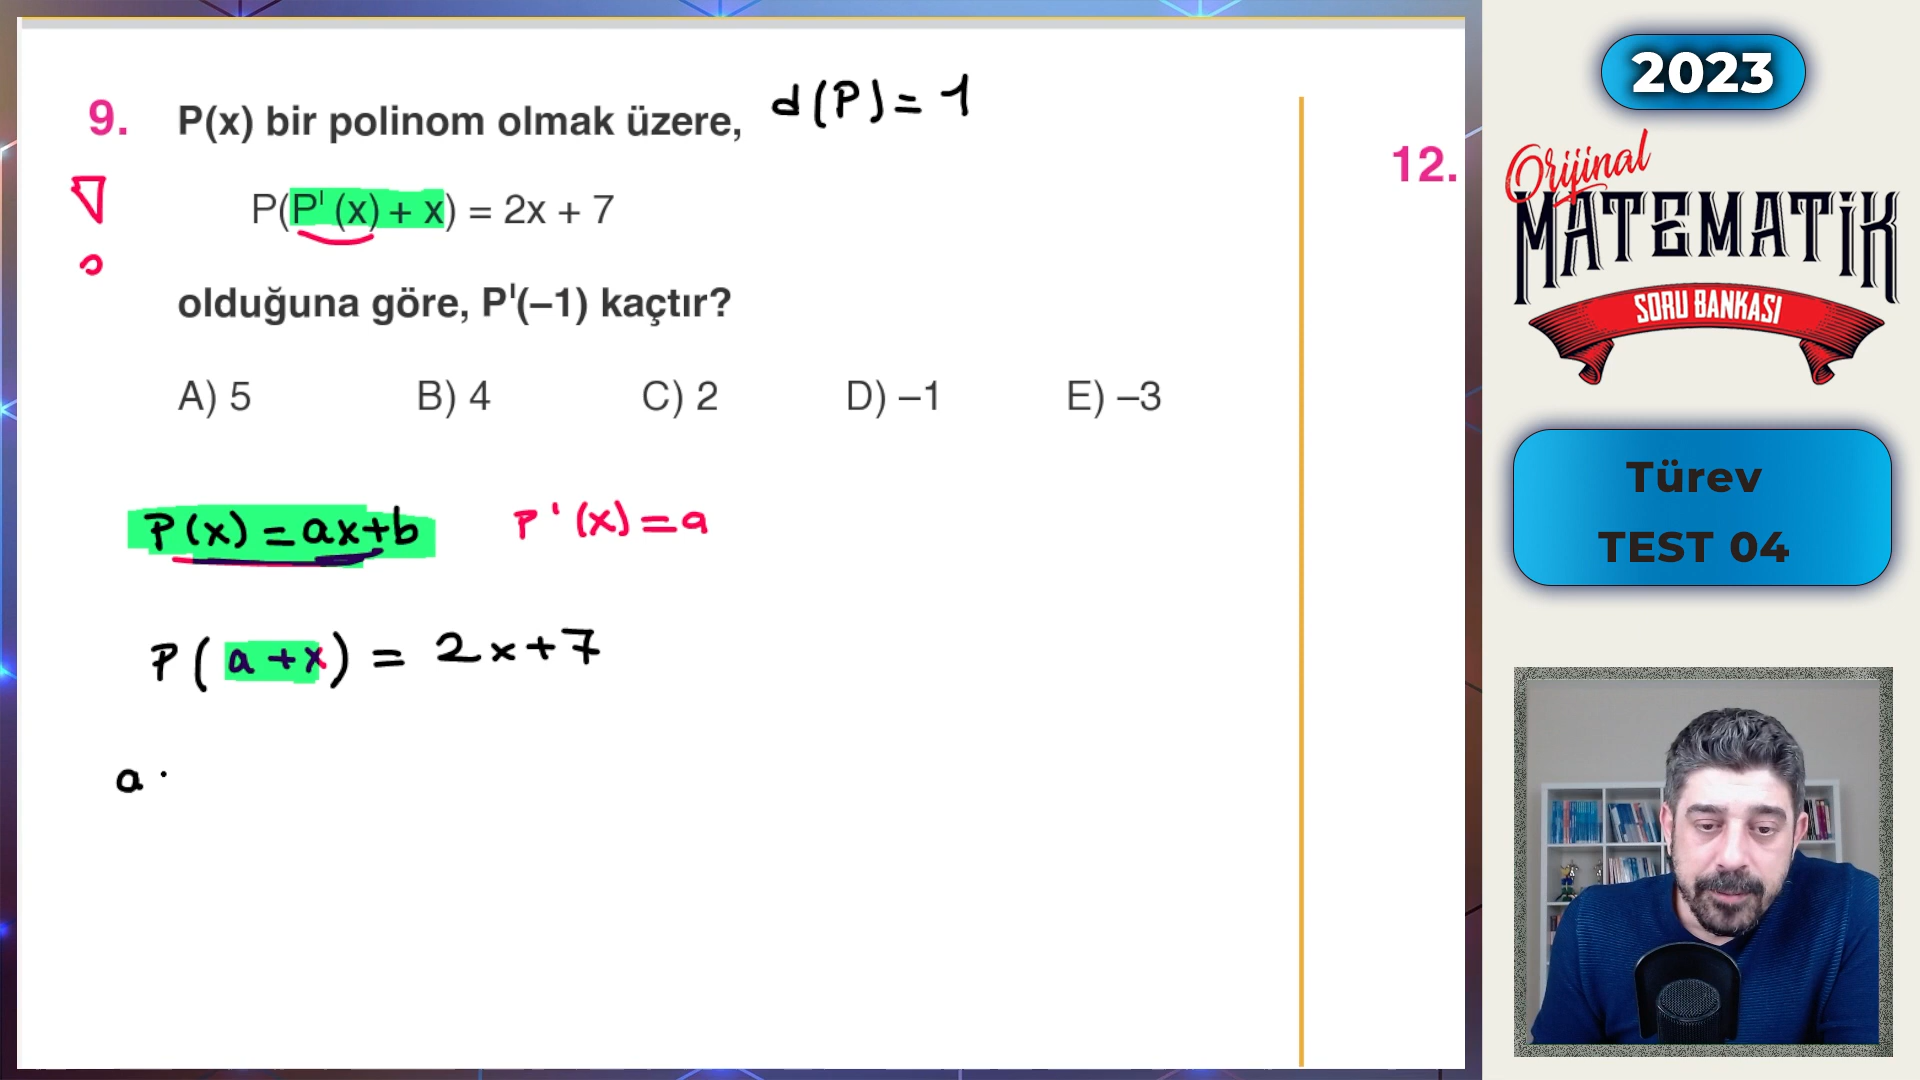 9. P(x) bir polinom olmak üzere, d(P) = 1
P(P'(x) + x) = 2x + 7
olduğuna göre, P'(–1) kaçtır?
A) 5 B) 4 C) 2 D) –1 E) –3
P(x) = ax+b P'(x) = a
P(a+x) = 2x+7
a ·
12.
2023
Orijinal
MATEMATİK
SORU BANKASI
Türev
TEST 04